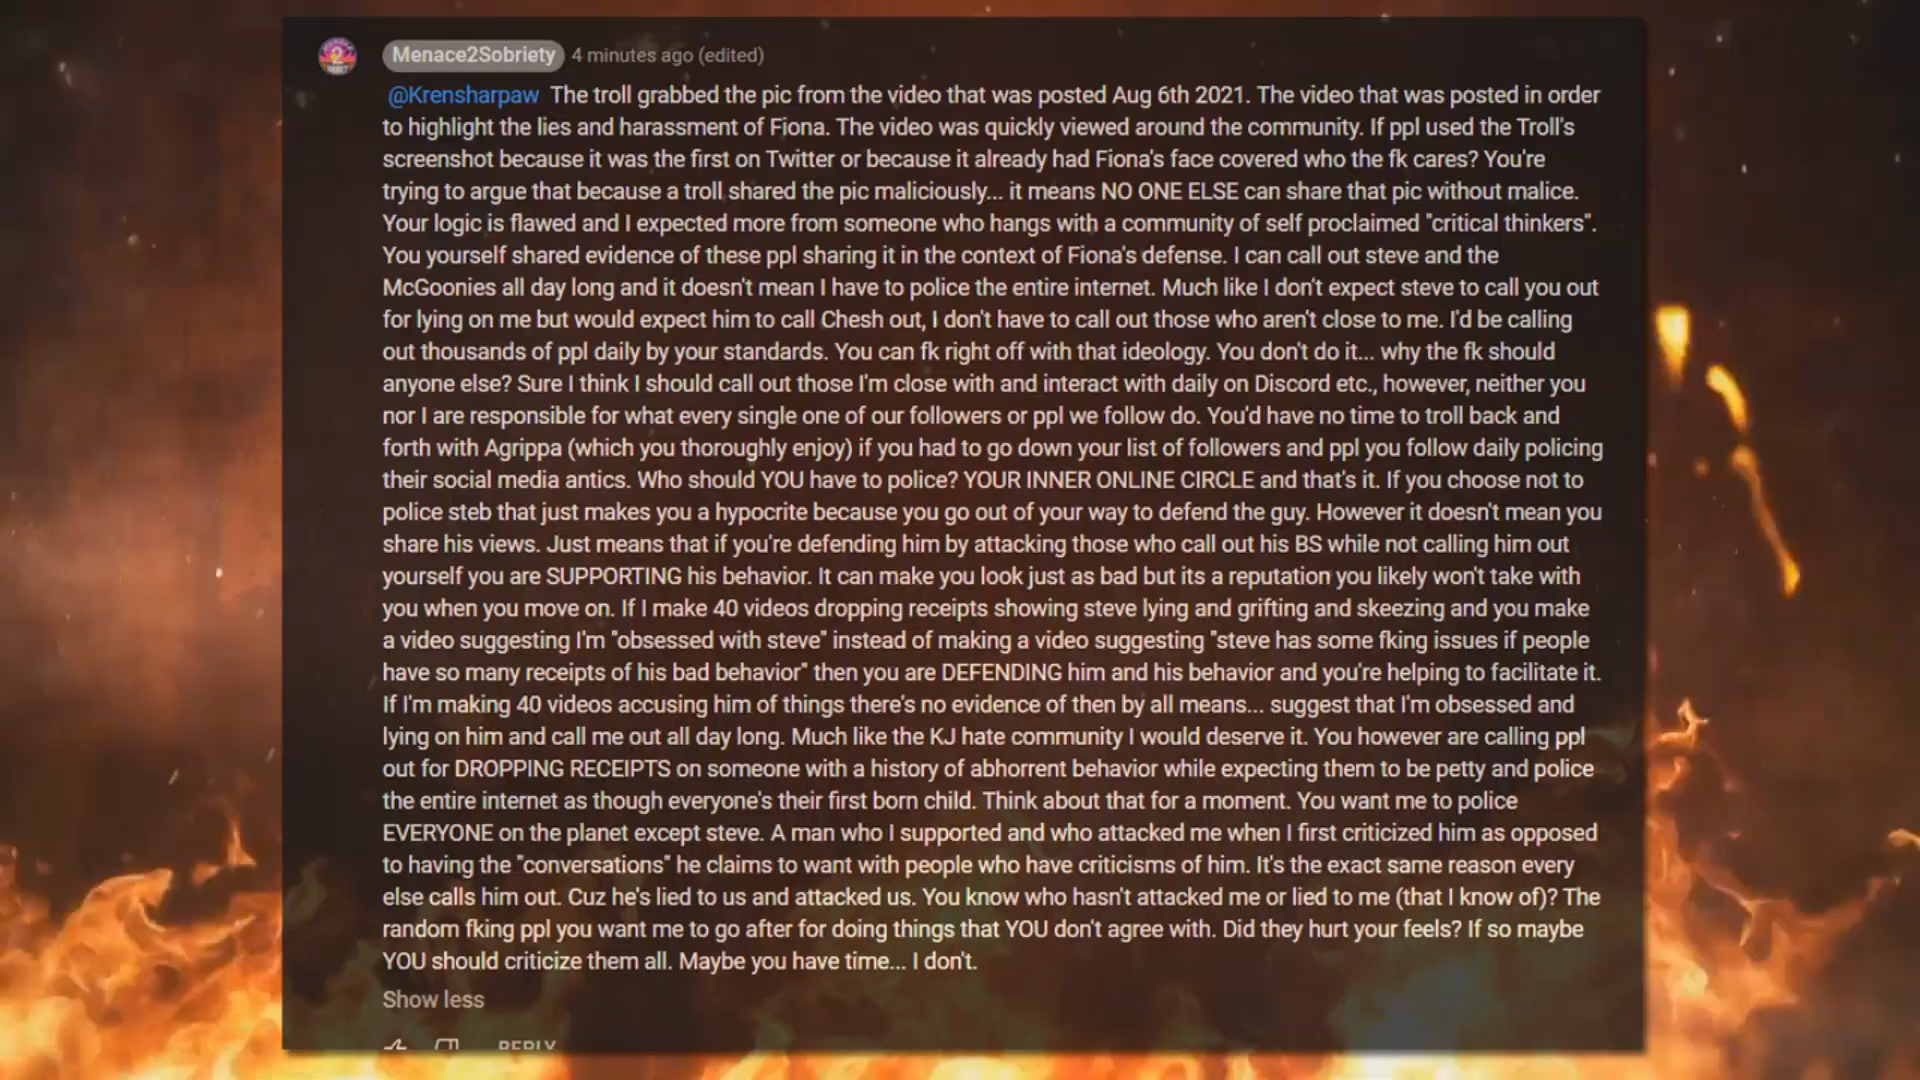 Menace2Sobriety 4 minutes ago (edited)
@Krensharpaw The troll grabbed the pic from the video that was posted Aug 6th 2021. The video that was posted in order
to highlight the lies and harassment of Fiona. The video was quickly viewed around the community. If ppl used the Troll's
screenshot because it was the first on Twitter or because it already had Fiona's face covered who the fk cares? You're
trying to argue that because a troll shared the pic maliciously... it means NO ONE ELSE can share that pic without malice.
Your logic is flawed and I expected more from someone who hangs with a community of self proclaimed "critical thinkers".
You yourself shared evidence of these ppl sharing it in the context of Fiona's defense. I can call out steve and the
McGoonies all day long and it doesn't mean I have to police the entire internet. Much like I don't expect steve to call you out
for lying on me but would expect him to call Chesh out, I don't have to call out those who aren't close to me. I'd be calling
out thousands of ppl daily by your standards. You can fk right off with that ideology. You don't do it... why the fk should
anyone else? Sure I think I should call out those I'm close with and interact with daily on Discord etc., however, neither you
nor I are responsible for what every single one of our followers or ppl we follow do. You'd have no time to troll back and
forth with Agrippa (which you thoroughly enjoy) if you had to go down your list of followers and ppl you follow daily policing
their social media antics. Who should YOU have to police? YOUR INNER ONLINE CIRCLE and that's it. If you choose not to
police steb that just makes you a hypocrite because you go out of your way to defend the guy. However it doesn't mean you
share his views. Just means that if you're defending him by attacking those who call out his BS while not calling him out
yourself you are SUPPORTING his behavior. It can make you look just as bad but its a reputation you likely won't take with
you when you move on. If I make 40 videos dropping receipts showing steve lying and grifting and skeezing and you make
a video suggesting I'm "obsessed with steve" instead of making a video suggesting "steve has some fking issues if people
have so many receipts of his bad behavior" then you are DEFENDING him and his behavior and you're helping to facilitate it.
If I'm making 40 videos accusing him of things there's no evidence of then by all means... suggest that I'm obsessed and
lying on him and call me out all day long. Much like the KJ hate community I would deserve it. You however are calling ppl
out for DROPPING RECEIPTS on someone with a history of abhorrent behavior while expecting them to be petty and police
the entire internet as though everyone's their first born child. Think about that for a moment. You want me to police
EVERYONE on the planet except steve. A man who I supported and who attacked me when I first criticized him as opposed
to having the "conversations" he claims to want with people who have criticisms of him. It's the exact same reason every
else calls him out. Cuz he's lied to us and attacked us. You know who hasn't attacked me or lied to me (that I know of)? The
random fking ppl you want me to go after for doing things that YOU don't agree with. Did they hurt your feels? If so maybe
YOU should criticize them all. Maybe you have time... I don't.
Show less
REPLY